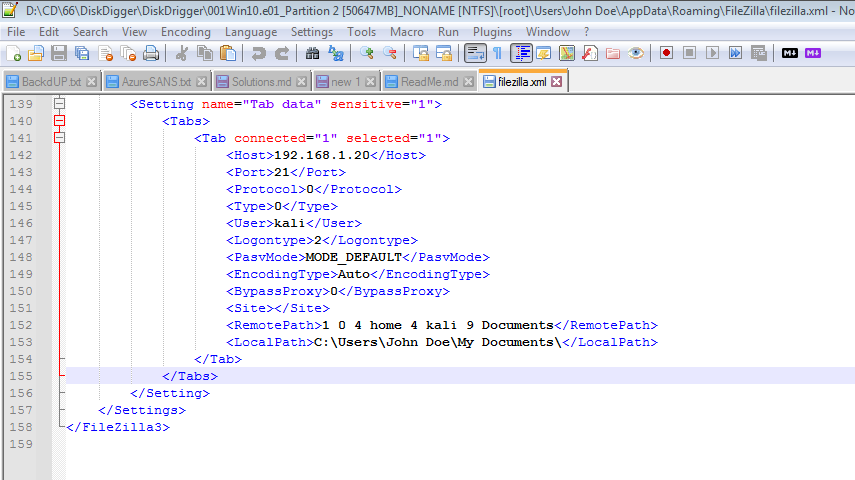 D:\CD\66\DiskDigger\DiskDrigger\001Win10.e01_Partition 2 [50647MB]_NONAME [NTFS]\[root]\Users\John Doe\AppData\Roaming\FileZilla\filezilla.xml - No
File Edit Search View Encoding Language Settings Tools Macro Run Plugins Window ?
BackdUP.txt AzureSANS.txt Solutions.md new 1 ReadMe.md filezilla.xml
139 <Setting name="Tab data" sensitive="1">
140 <Tabs>
141 <Tab connected="1" selected="1">
142 <Host>192.168.1.20</Host>
143 <Port>21</Port>
144 <Protocol>0</Protocol>
145 <Type>0</Type>
146 <User>kali</User>
147 <Logontype>2</Logontype>
148 <PasvMode>MODE_DEFAULT</PasvMode>
149 <EncodingType>Auto</EncodingType>
150 <BypassProxy>0</BypassProxy>
151 <Site></Site>
152 <RemotePath>1 0 4 home 4 kali 9 Documents</RemotePath>
153 <LocalPath>C:\Users\John Doe\My Documents\</LocalPath>
154 </Tab>
155 </Tabs>
156 </Setting>
157 </Settings>
158 </FileZilla3>
159